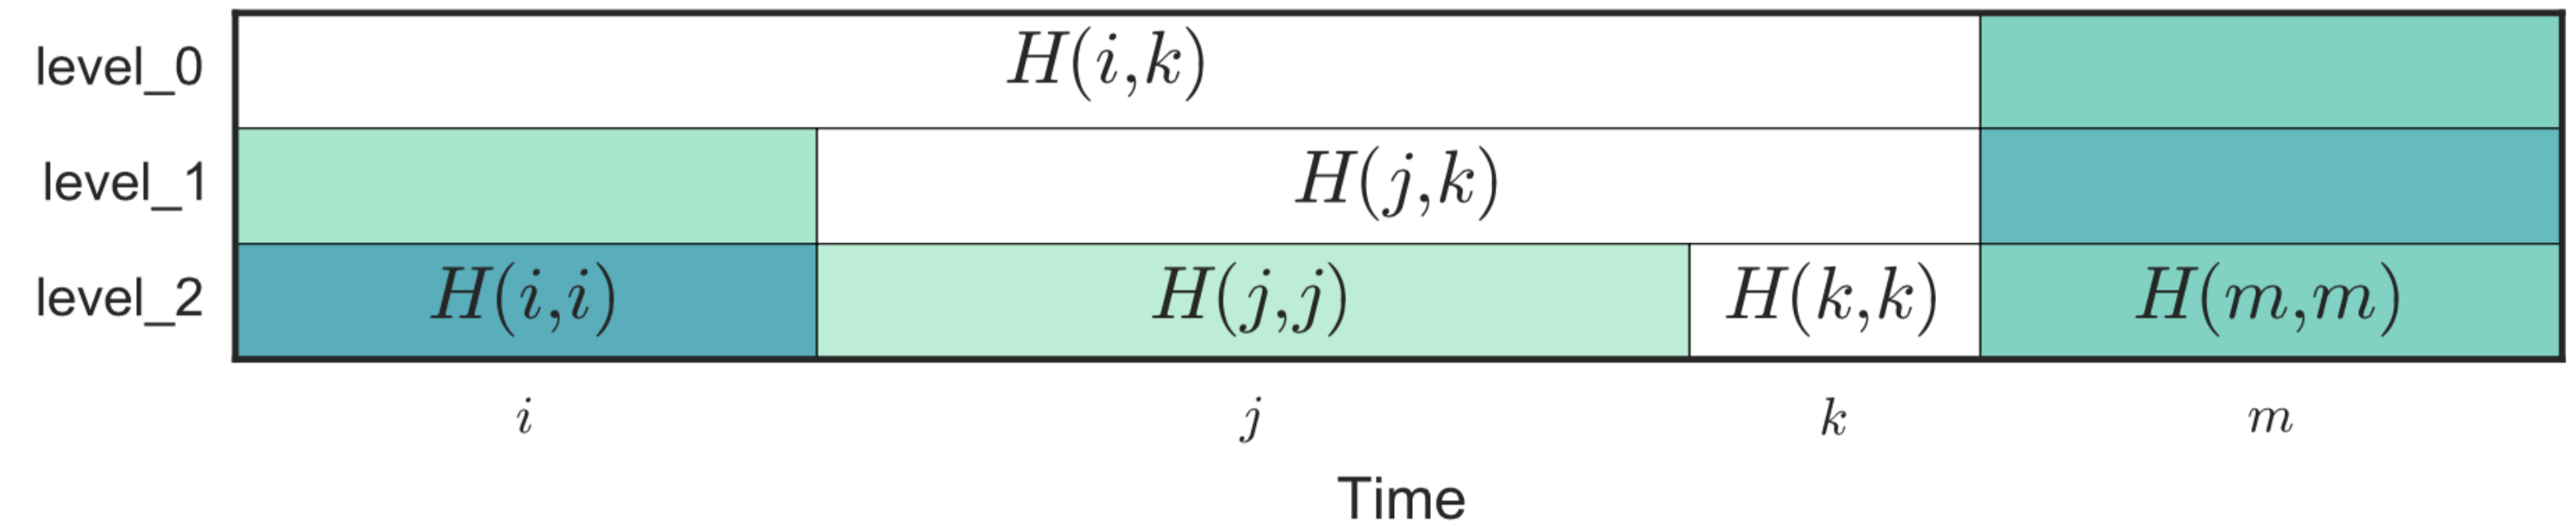 level_0 H(i,k)
level_1 H(j,k)
level_2 H(i,i) H(j,j) H(k,k) H(m,m)
i j k m
Time